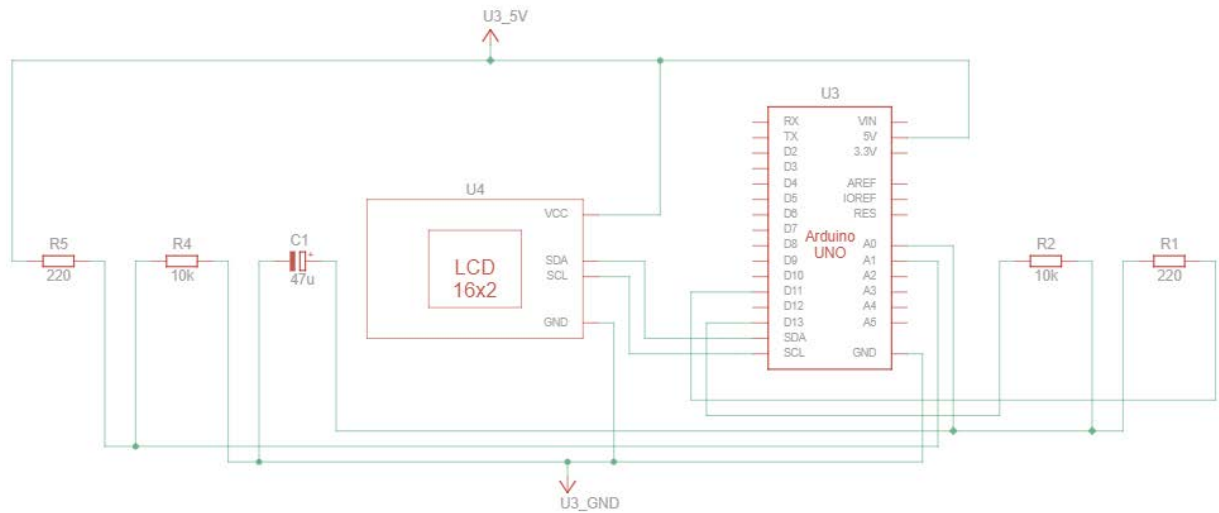 U3_5V
U3
RX
TX
D2
D3
D4
D5
D6
D7
D8
D9
D10
D11
D12
D13
SDA
SCL
VIN
5V
3.3V
AREF
IOREF
RES
A0
A1
A2
A3
A4
A5
GND
Arduino
UNO
U4
VCC
SDA
SCL
GND
LCD
16x2
R5
220
R4
10k
C1
+
47u
R2
10k
R1
220
U3_GND